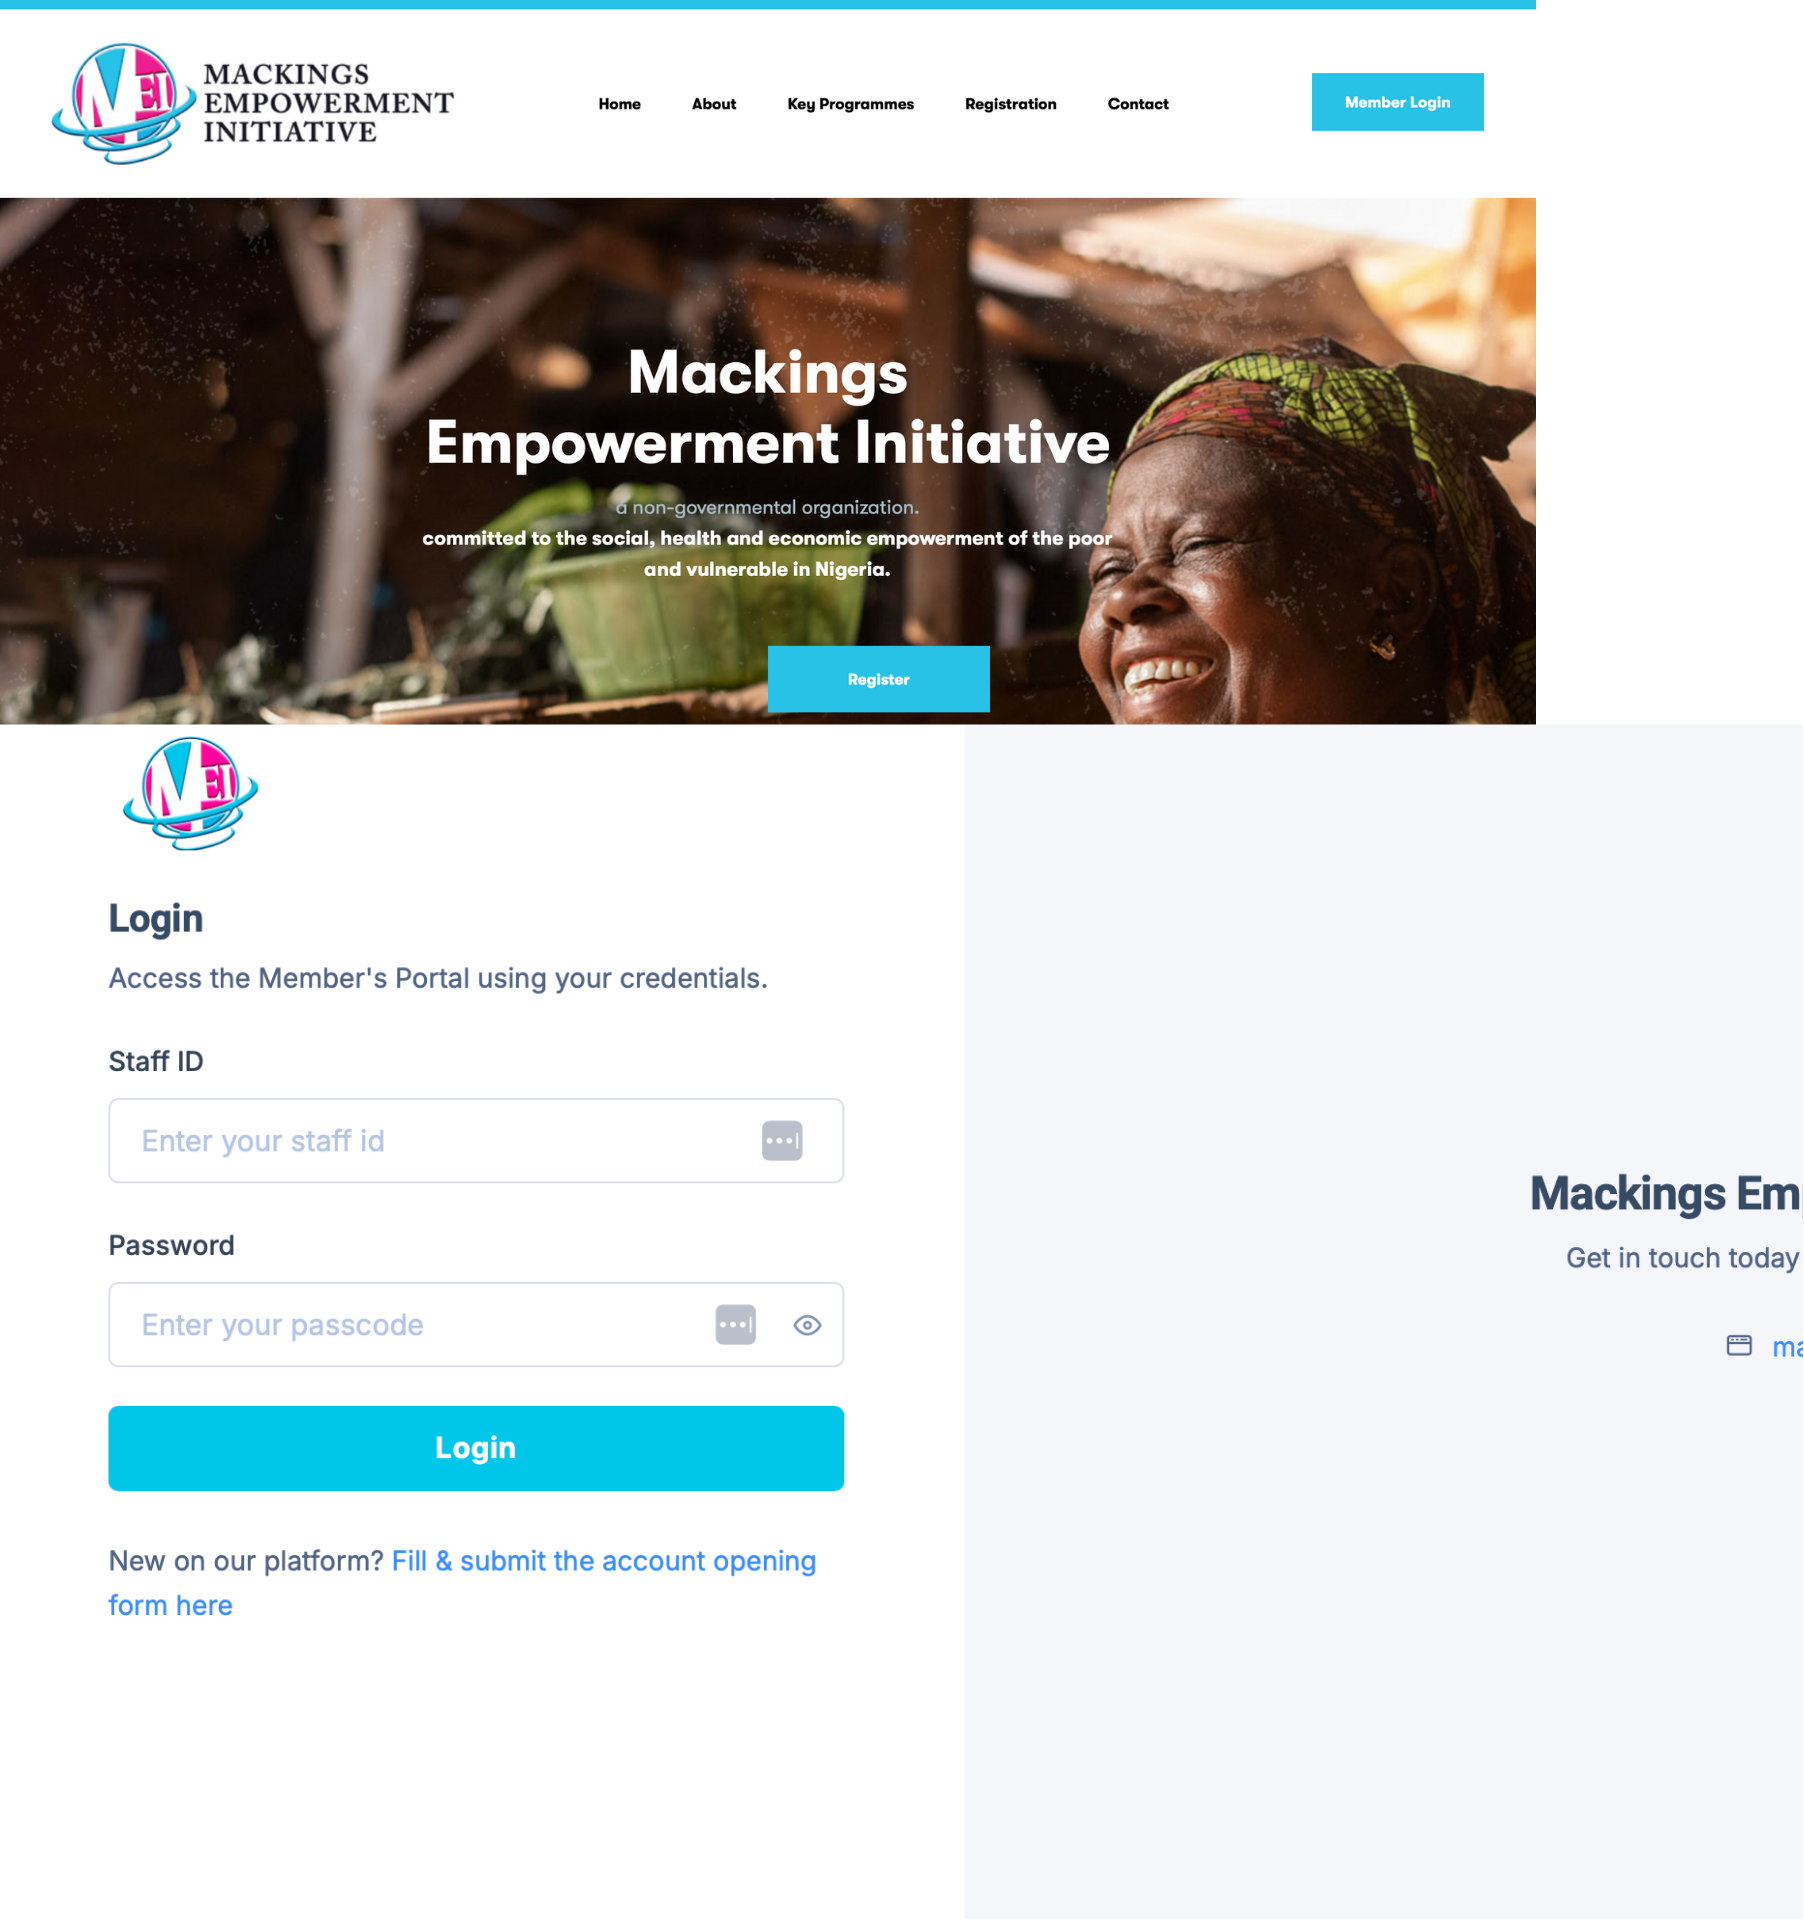 MEI
MACKINGS
EMPOWERMENT
INITIATIVE
Home
About
Key Programmes
Registration
Contact
Member Login
Mackings
Empowerment Initiative
a non-governmental organization.
committed to the social, health and economic empowerment of the poor
and vulnerable in Nigeria.
Register
MEI
Login
Access the Member's Portal using your credentials.
Staff ID
Enter your staff id
Password
Enter your passcode
Login
New on our platform? Fill & submit the account opening
form here
Mackings Em
Get in touch today
ma